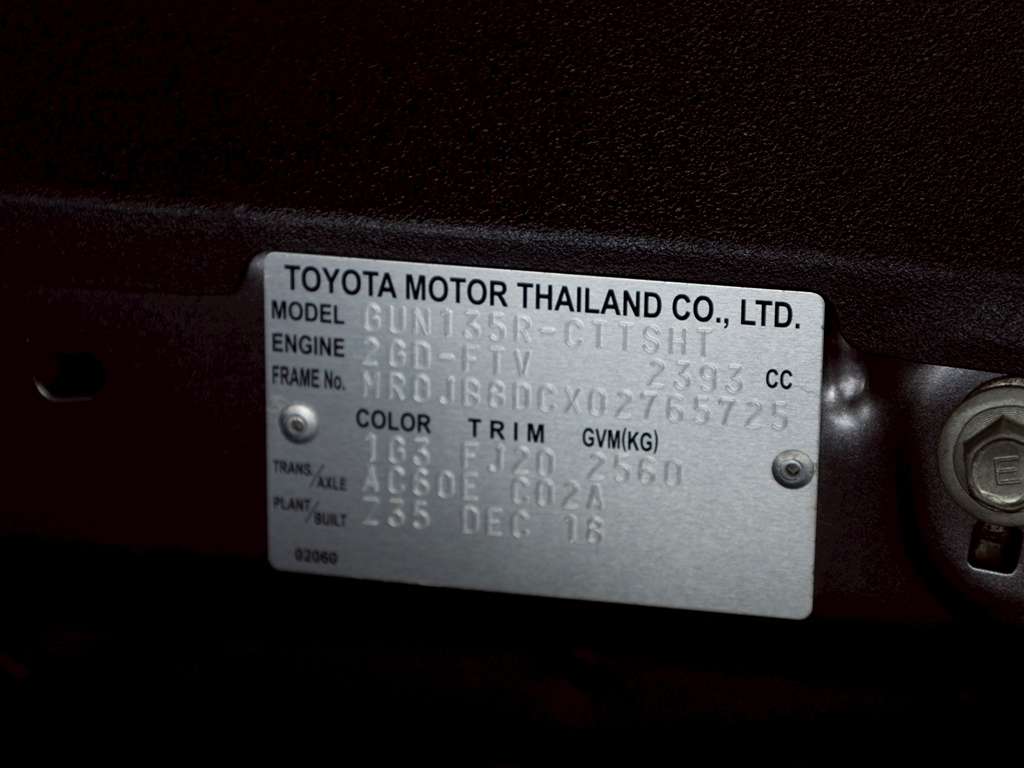 TOYOTA MOTOR THAILAND CO., LTD.
MODEL GUN135R-CTTSHT
ENGINE 2GD-FTV 2393 CC
FRAME No. MR0JB8DCX02765725
COLOR TRIM GVM(KG)
1G3 FJ20 2560
TRANS./AXLE AC60E C02A
PLANT/BUILT Z35 DEC 16
02060
E